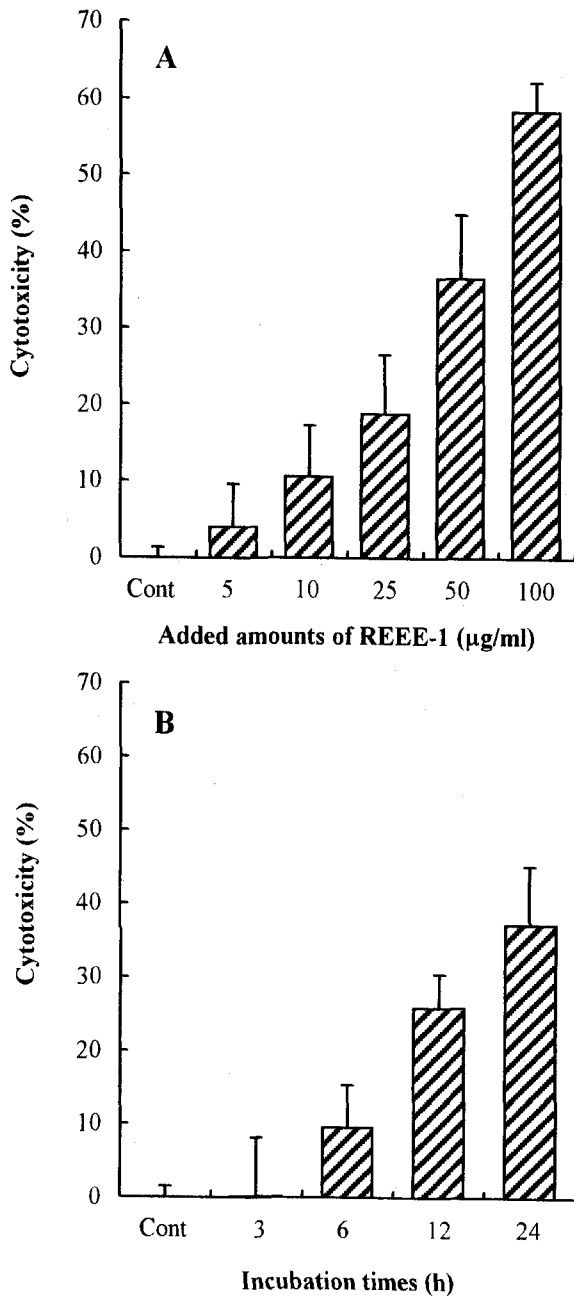 A
70
60
50
40
30
20
10
0
Cytotoxicity (%)
Cont 5 10 25 50 100
Added amounts of REEE-1 (μg/ml)
B
70
60
50
40
30
20
10
0
Cytotoxicity (%)
Cont 3 6 12 24
Incubation times (h)